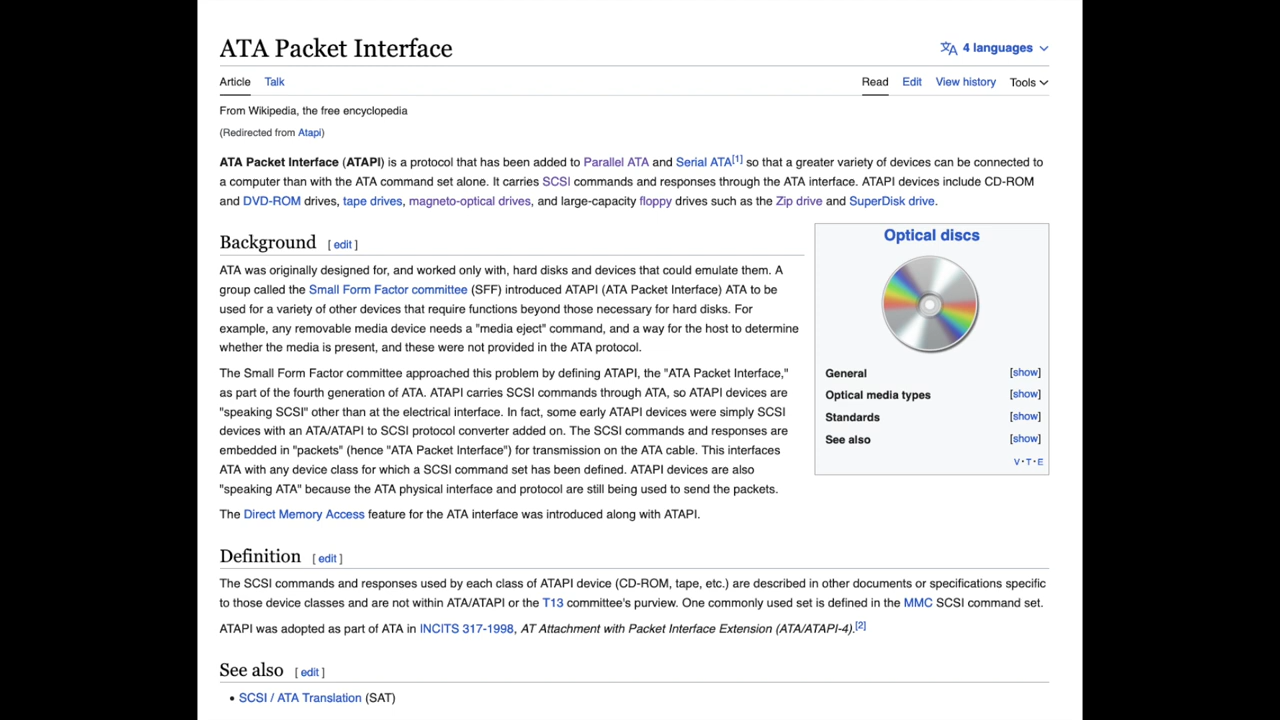 ATA Packet Interface
4 languages
Article Talk Read Edit View history Tools
From Wikipedia, the free encyclopedia
(Redirected from Atapi)
ATA Packet Interface (ATAPI) is a protocol that has been added to Parallel ATA and Serial ATA[1] so that a greater variety of devices can be connected to
a computer than with the ATA command set alone. It carries SCSI commands and responses through the ATA interface. ATAPI devices include CD-ROM
and DVD-ROM drives, tape drives, magneto-optical drives, and large-capacity floppy drives such as the Zip drive and SuperDisk drive.
Background [ edit ]
ATA was originally designed for, and worked only with, hard disks and devices that could emulate them. A
group called the Small Form Factor committee (SFF) introduced ATAPI (ATA Packet Interface) ATA to be
used for a variety of other devices that require functions beyond those necessary for hard disks. For
example, any removable media device needs a "media eject" command, and a way for the host to determine
whether the media is present, and these were not provided in the ATA protocol.
The Small Form Factor committee approached this problem by defining ATAPI, the "ATA Packet Interface,"
as part of the fourth generation of ATA. ATAPI carries SCSI commands through ATA, so ATAPI devices are
"speaking SCSI" other than at the electrical interface. In fact, some early ATAPI devices were simply SCSI
devices with an ATA/ATAPI to SCSI protocol converter added on. The SCSI commands and responses are
embedded in "packets" (hence "ATA Packet Interface") for transmission on the ATA cable. This interfaces
ATA with any device class for which a SCSI command set has been defined. ATAPI devices are also
"speaking ATA" because the ATA physical interface and protocol are still being used to send the packets.
The Direct Memory Access feature for the ATA interface was introduced along with ATAPI.
Optical discs
General [show]
Optical media types [show]
Standards [show]
See also [show]
V·T·E
Definition [ edit ]
The SCSI commands and responses used by each class of ATAPI device (CD-ROM, tape, etc.) are described in other documents or specifications specific
to those device classes and are not within ATA/ATAPI or the T13 committee's purview. One commonly used set is defined in the MMC SCSI command set.
ATAPI was adopted as part of ATA in INCITS 317-1998, AT Attachment with Packet Interface Extension (ATA/ATAPI-4).[2]
See also [ edit ]
• SCSI / ATA Translation (SAT)